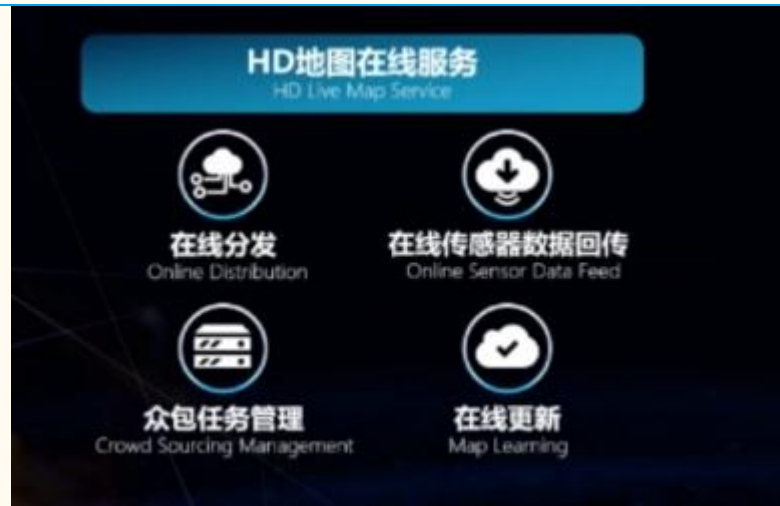 HD地图在线服务
HD Live Map Service
在线分发
Online Distribution
在线传感器数据回传
Online Sensor Data Feed
众包任务管理
Crowd Sourcing Management
在线更新
Map Learning